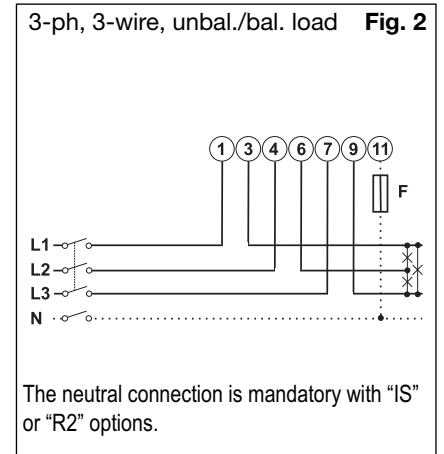 3-ph, 3-wire, unbal./bal. load Fig. 2
1 3 4 6 7 9 11
F
L1
L2
L3
N
The neutral connection is mandatory with “IS”
or “R2” options.